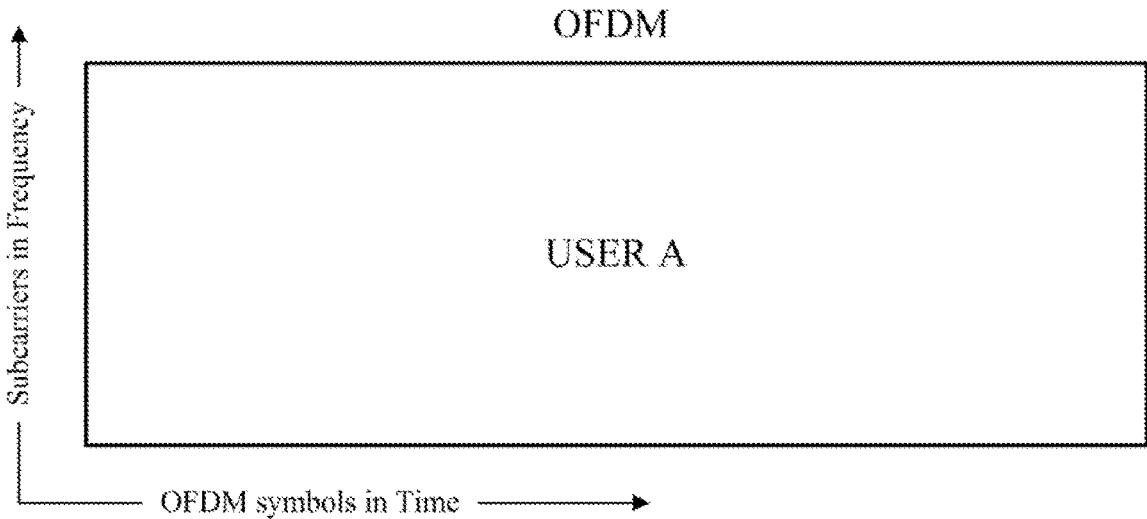 OFDM
Subcarriers in Frequency
USER A
OFDM symbols in Time